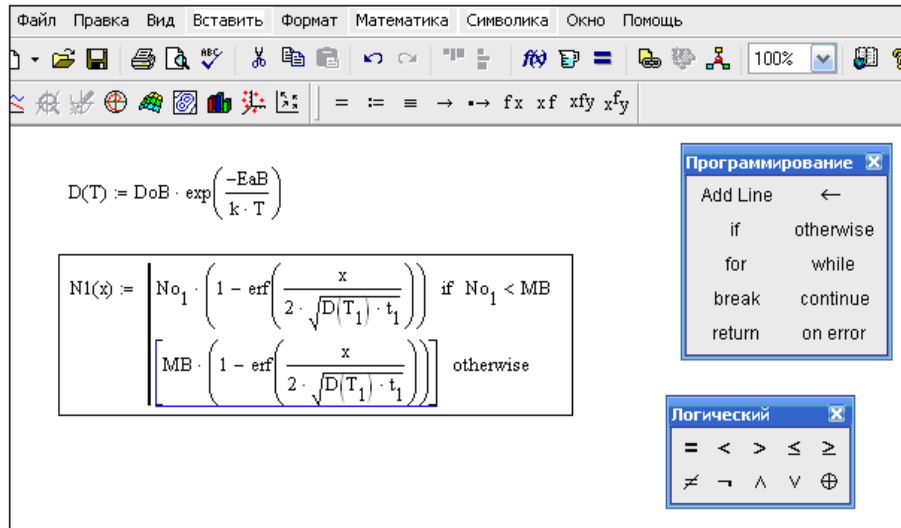 Файл Правка Вид Вставить Формат Математика Символика Окно Помощь
ABC f(x) = 100% ?
= := ≡ → ▪→ fx xf xfy x^f y
D(T) := DoB · exp(-EaB / (k · T))
N1(x) := | No₁ · (1 − erf(x / (2 · √(D(T₁) · t₁)))) if No₁ < MB
[MB · (1 − erf(x / (2 · √(D(T₁) · t₁))))] otherwise
Программирование
Add Line ←
if otherwise
for while
break continue
return on error
Логический
= < > ≤ ≥
≠ ¬ ∧ ∨ ⊕